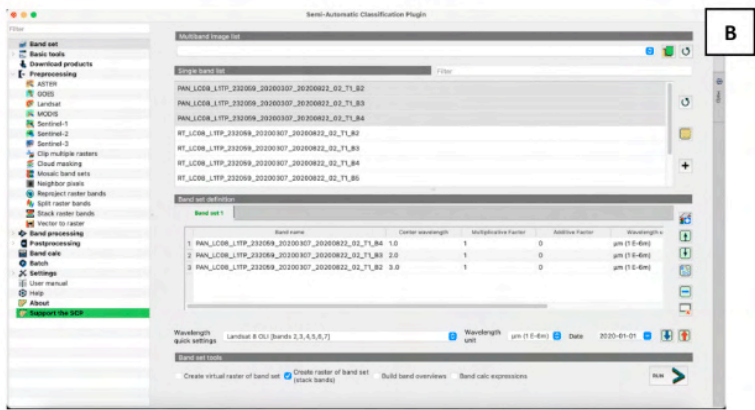 Semi-Automatic Classification Plugin
B
Filter
Band set
Basic tools
Download products
Preprocessing
ASTER
GOES
Landsat
MODIS
Sentinel-1
Sentinel-2
Sentinel-3
Clip multiple rasters
Cloud masking
Mosaic band sets
Neighbor pixels
Reproject raster bands
Split raster bands
Stack raster bands
Vector to raster
Band processing
Postprocessing
Band calc
Batch
Settings
User manual
Help
About
Support the SCP
Multiband image list
Single band list
Filter
PAN_LC08_L1TP_232059_20200307_20200822_02_T1_B2
PAN_LC08_L1TP_232059_20200307_20200822_02_T1_B3
PAN_LC08_L1TP_232059_20200307_20200822_02_T1_B4
RT_LC08_L1TP_232059_20200307_20200822_02_T1_B2
RT_LC08_L1TP_232059_20200307_20200822_02_T1_B3
RT_LC08_L1TP_232059_20200307_20200822_02_T1_B4
RT_LC08_L1TP_232059_20200307_20200822_02_T1_B5
Band set definition
Band set 1
Band name Center wavelength Multiplicative Factor Additive Factor Wavelength u
1 PAN_LC08_L1TP_232059_20200307_20200822_02_T1_B4 1.0 1 0 µm (1 E-6m)
2 PAN_LC08_L1TP_232059_20200307_20200822_02_T1_B3 2.0 1 0 µm (1 E-6m)
3 PAN_LC08_L1TP_232059_20200307_20200822_02_T1_B2 3.0 1 0 µm (1 E-6m)
Wavelength quick settings Landsat 8 OLI [bands 2,3,4,5,6,7] Wavelength unit µm (1 E-6m) Date 2020-01-01
Band set tools
Create virtual raster of band set Create raster of band set (stack bands) Build band overviews Band calc expressions RUN